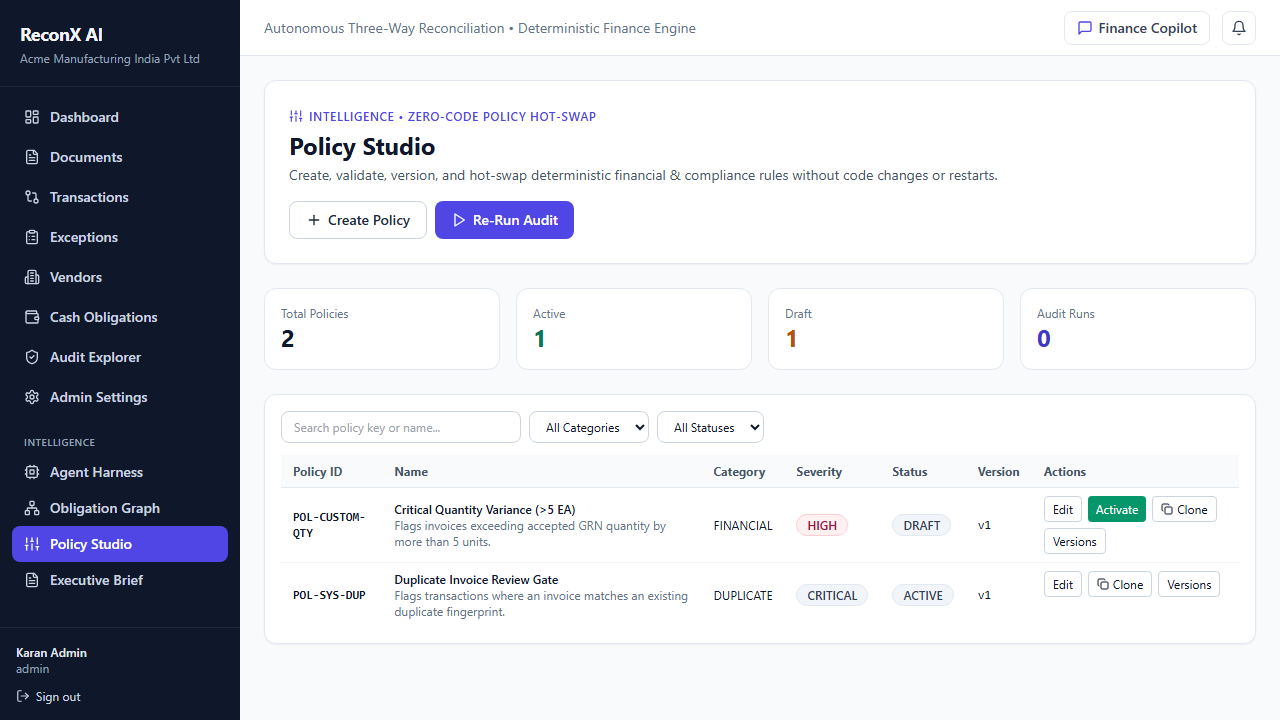 ReconX AI
Acme Manufacturing India Pvt Ltd
Dashboard
Documents
Transactions
Exceptions
Vendors
Cash Obligations
Audit Explorer
Admin Settings
INTELLIGENCE
Agent Harness
Obligation Graph
Policy Studio
Executive Brief
Karan Admin
admin
Sign out
Autonomous Three-Way Reconciliation • Deterministic Finance Engine
Finance Copilot
INTELLIGENCE • ZERO-CODE POLICY HOT-SWAP
Policy Studio
Create, validate, version, and hot-swap deterministic financial & compliance rules without code changes or restarts.
Create Policy
Re-Run Audit
Total Policies
2
Active
1
Draft
1
Audit Runs
0
Search policy key or name...
All Categories
All Statuses
Policy ID Name Category Severity Status Version Actions
POL-CUSTOM-
QTY
Critical Quantity Variance (>5 EA)
Flags invoices exceeding accepted GRN quantity by
more than 5 units.
FINANCIAL
HIGH
DRAFT
v1
Edit Activate Clone
Versions
POL-SYS-DUP
Duplicate Invoice Review Gate
Flags transactions where an invoice matches an existing
duplicate fingerprint.
DUPLICATE
CRITICAL
ACTIVE
v1
Edit Clone Versions